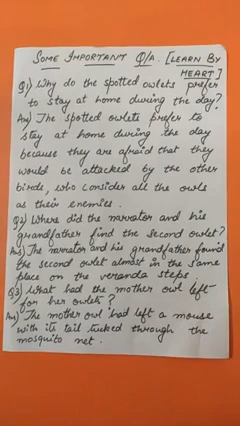 SOME IMPORTANT Q/A. [LEARN BY
HEART]
Q1) Why do the spotted owlets prefer
to stay at home during the day?
Ans) The spotted owlets prefer to
stay at home during the day
because they are afraid that they
would be attacked by the other
birds, who consider all the owls
as their enemies.
Q2) Where did the narrator and his
grandfather find the second owlet?
Ans) The narrator and his grandfather found
the second owlet almost in the same
place on the veranda steps.
Q3) What had the mother owl left
for her owlets?
Ans) The mother owl had left a mouse
with its tail tucked through the
mosquito net.